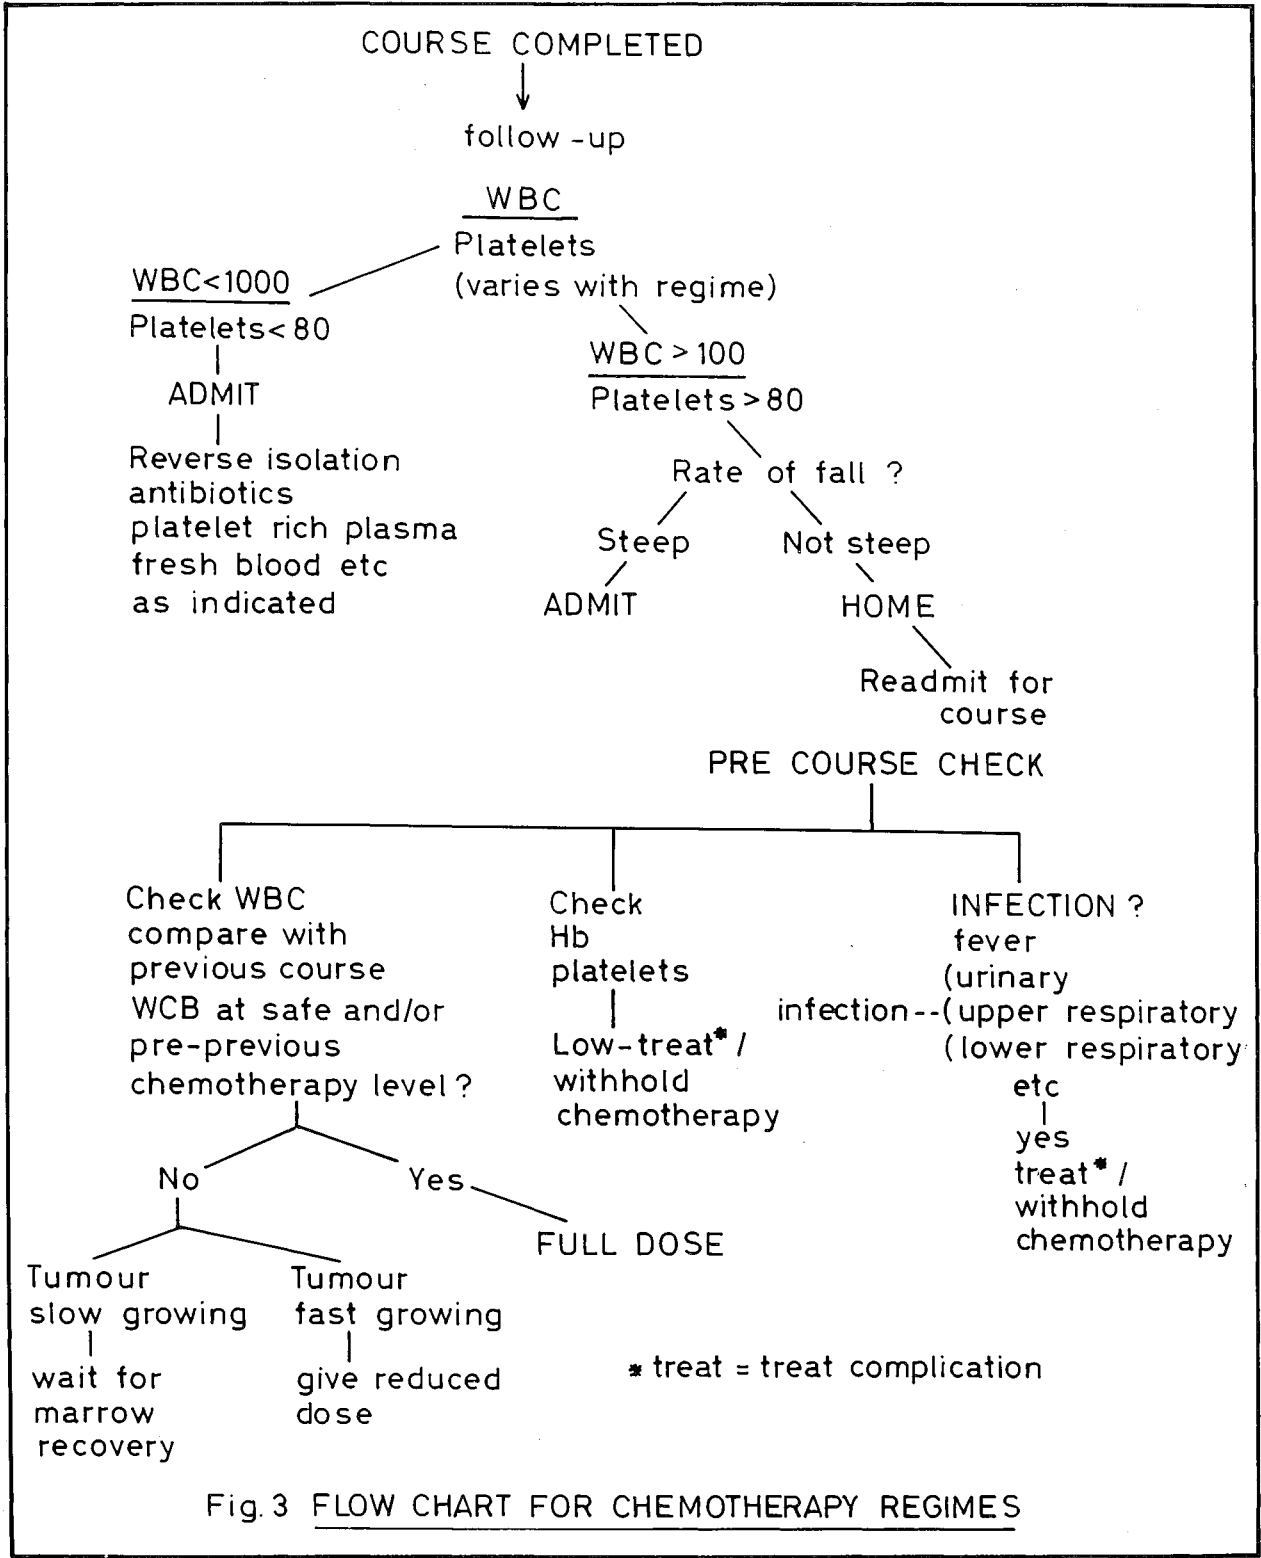 COURSE COMPLETED
follow-up
WBC
Platelets
(varies with regime)
WBC<1000
Platelets<80
ADMIT
Reverse isolation
antibiotics
platelet rich plasma
fresh blood etc
as indicated
WBC>100
Platelets>80
Rate of fall ?
Steep
ADMIT
Not steep
HOME
Readmit for
course
PRE COURSE CHECK
Check WBC
compare with
previous course
WCB at safe and/or
pre-previous
chemotherapy level?
No
Yes
FULL DOSE
Tumour
slow growing
wait for
marrow
recovery
Tumour
fast growing
give reduced
dose
Check
Hb
platelets
Low-treat*/
withhold
chemotherapy
INFECTION ?
fever
(urinary
infection--(upper respiratory
(lower respiratory
etc
yes
treat*/
withhold
chemotherapy
* treat = treat complication
Fig. 3 FLOW CHART FOR CHEMOTHERAPY REGIMES